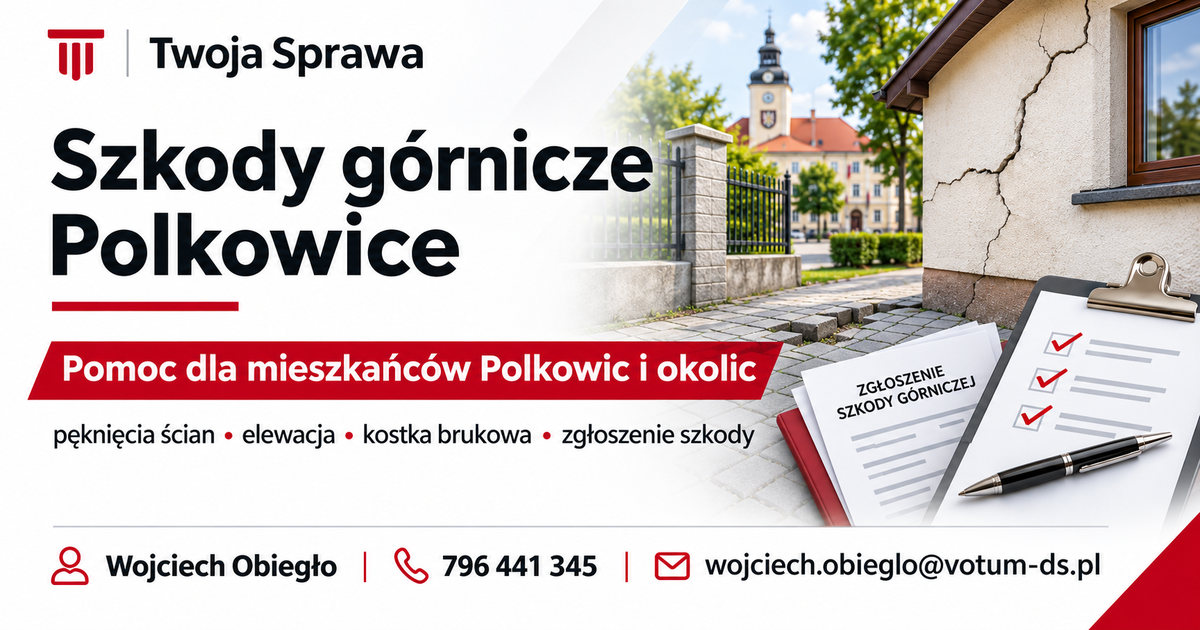 Twoja Sprawa
Szkody górnicze
Polkowice
Pomoc dla mieszkańców Polkowic i okolic
pęknięcia ścian • elewacja • kostka brukowa • zgłoszenie szkody
ZGŁOSZENIE
SZKODY GÓRNICZEJ
Wojciech Obiegło | 796 441 345 | wojciech.obieglo@votum-ds.pl